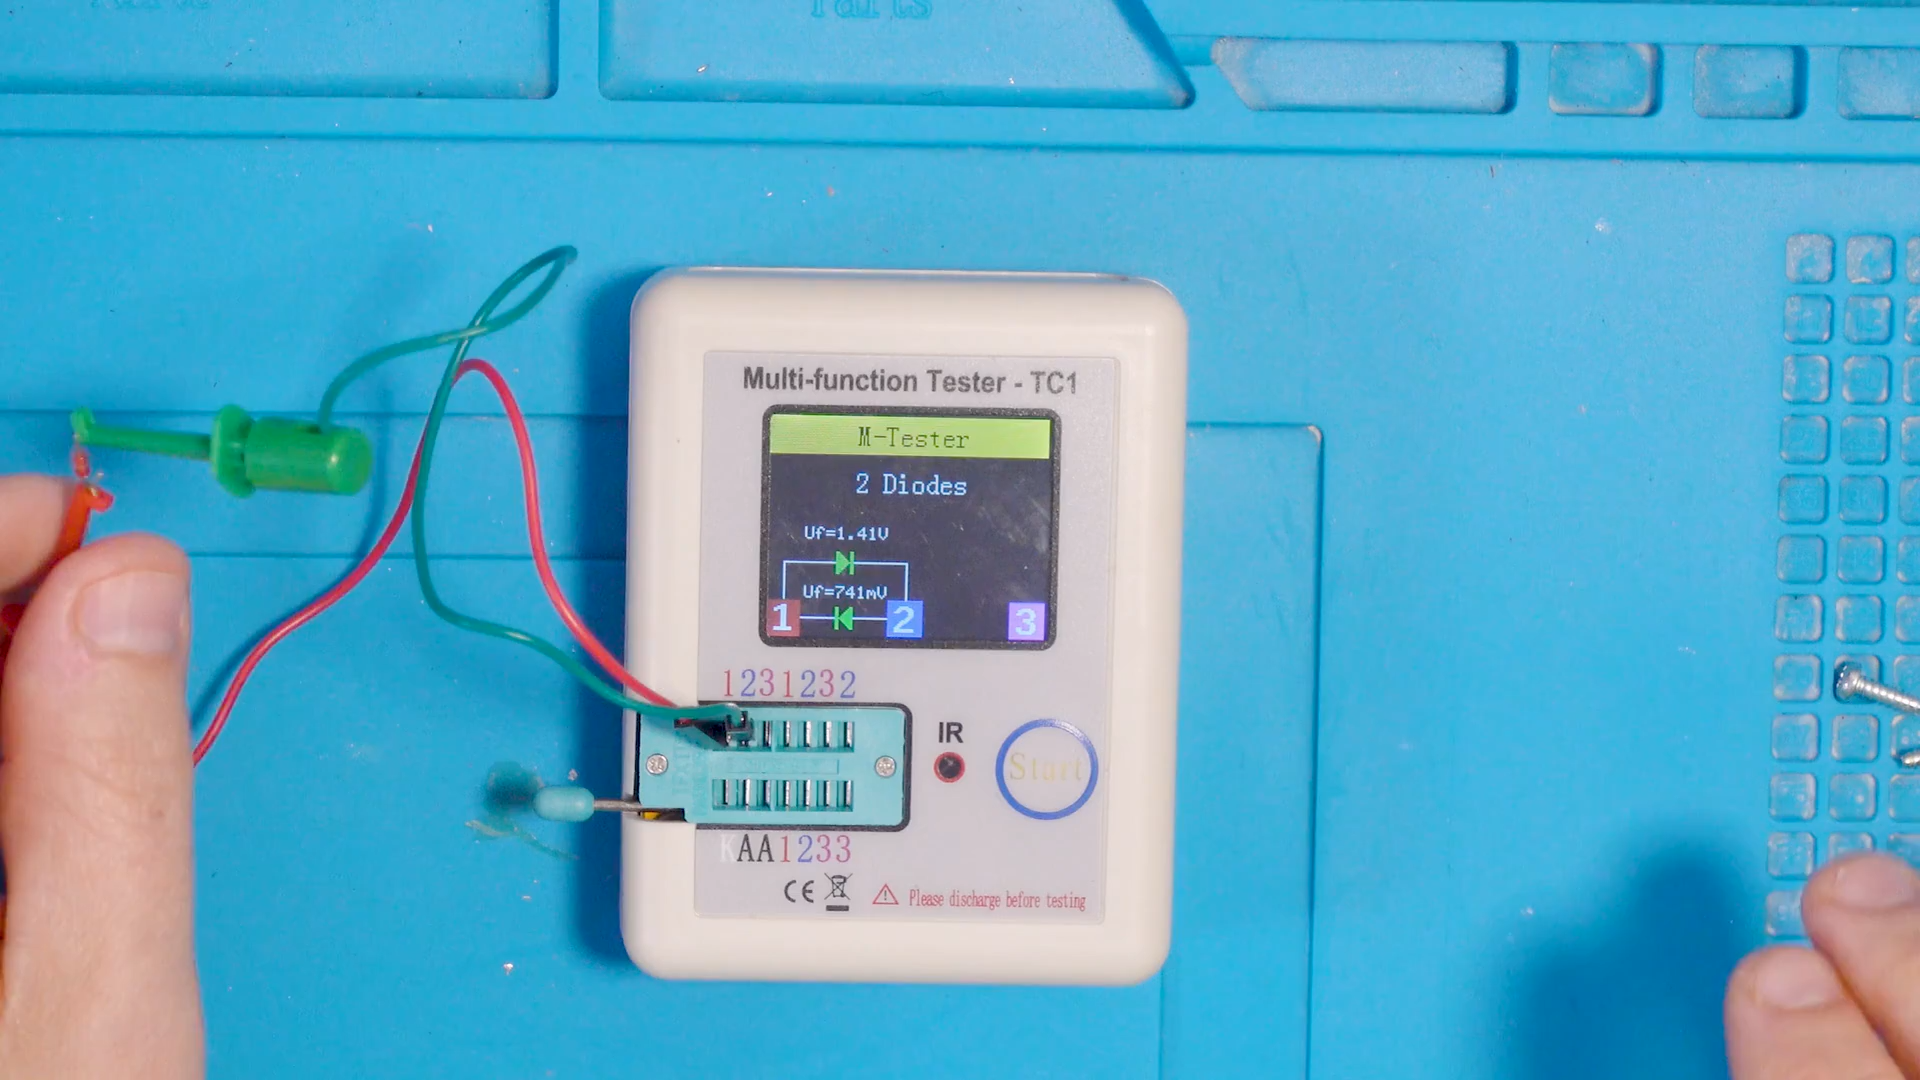 Parts
Multi-function Tester - TC1
M-Tester
2 Diodes
Uf=1.41V
Uf=741mV
1 2 3
1231232
IR
Start
KAA1233
CE
Please discharge before testing